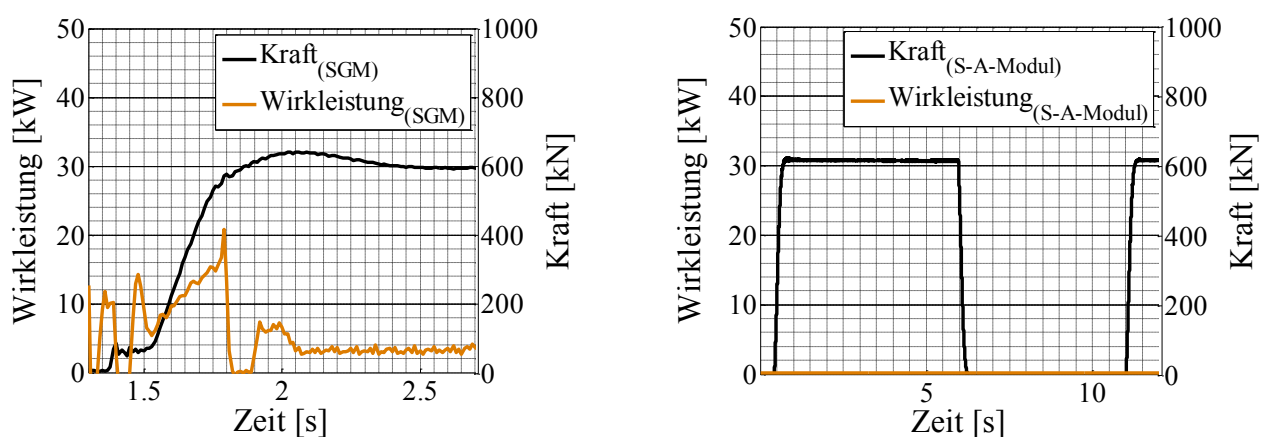 50
40
30
20
10
0
Wirkleistung [kW]
Kraft(SGM)
Wirkleistung(SGM)
1000
800
600
400
200
0
Kraft [kN]
1.5
2
2.5
Zeit [s]
50
40
30
20
10
0
Wirkleistung [kW]
Kraft(S-A-Modul)
Wirkleistung(S-A-Modul)
1000
800
600
400
200
0
Kraft [kN]
5
10
Zeit [s]